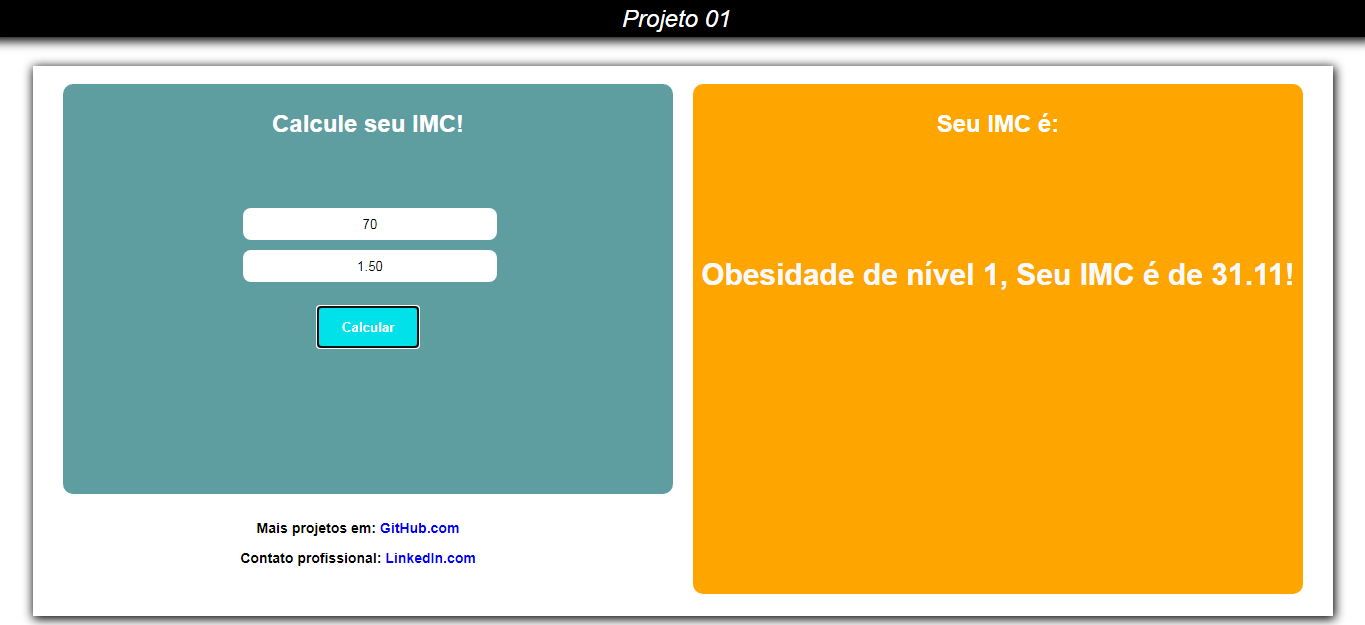 Projeto 01
Calcule seu IMC!
70
1.50
Calcular
Mais projetos em: GitHub.com
Contato profissional: LinkedIn.com
Seu IMC é:
Obesidade de nível 1, Seu IMC é de 31.11!